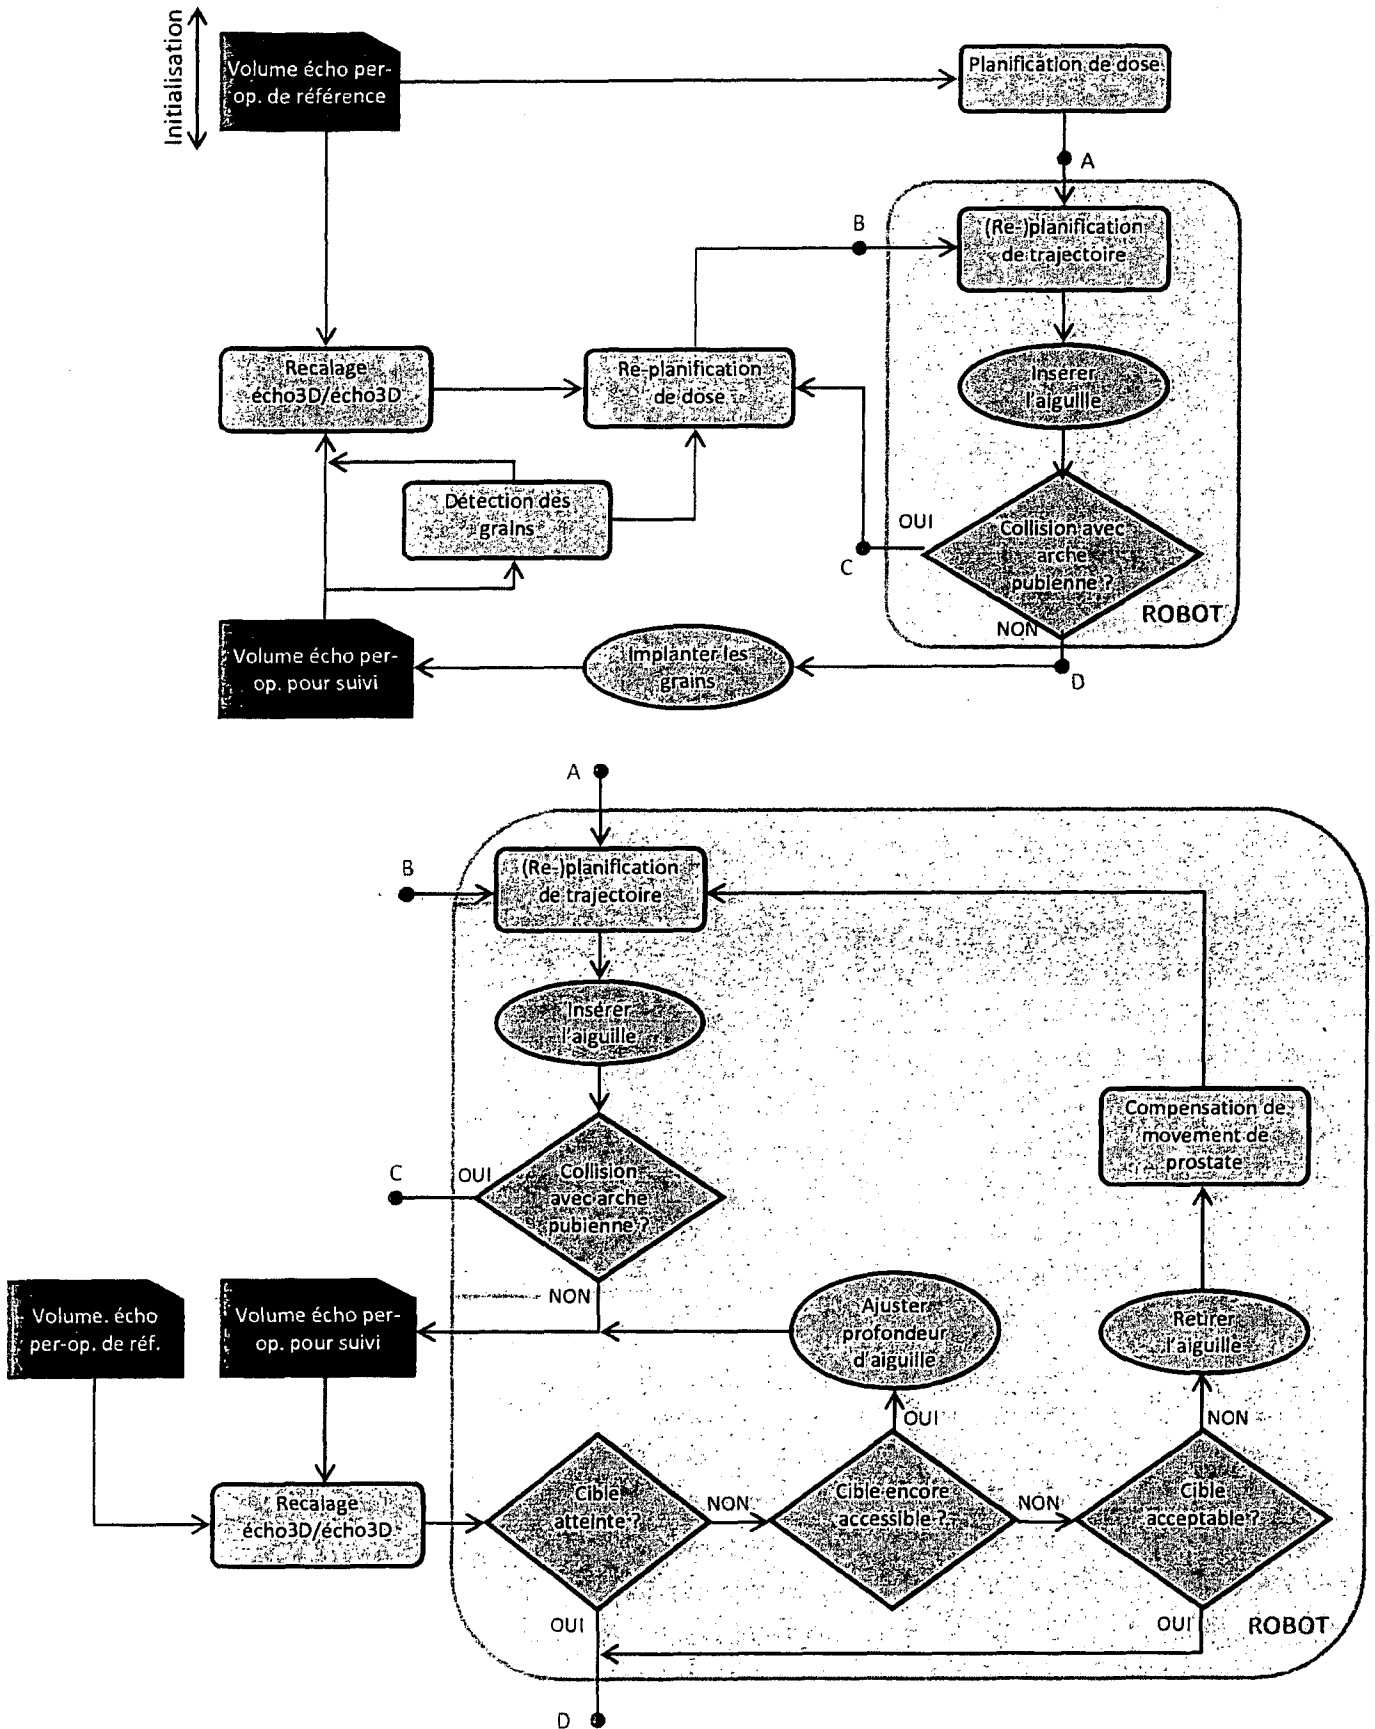 Initialisation
Volume écho per-
op. de référence
Planification de dose
A
B
(Re-)planification
de trajectoire
Recalage
écho3D/écho3D
Re-planification
de dose
Insérer
l'aiguille
Détection des
grains
OUI
C
Collision avec
arche
pubienne ?
ROBOT
NON
Volume écho per-
op. pour suivi
Implanter les
grains
D
A
B
(Re-)planification
de trajectoire
Insérer
l'aiguille
Compensation de
movement de
prostate
C
OUI
Collision
avec arche
pubienne ?
NON
Volume. écho
per-op. de réf.
Volume écho per-
op. pour suivi
Ajuster
profondeur
d'aiguille
Retirer
l'aiguille
OUI
NON
Recalage
écho3D/écho3D
Cible
atteinte ?
NON
Cible encore
accessible ?
NON
Cible
acceptable ?
OUI
OUI
ROBOT
D